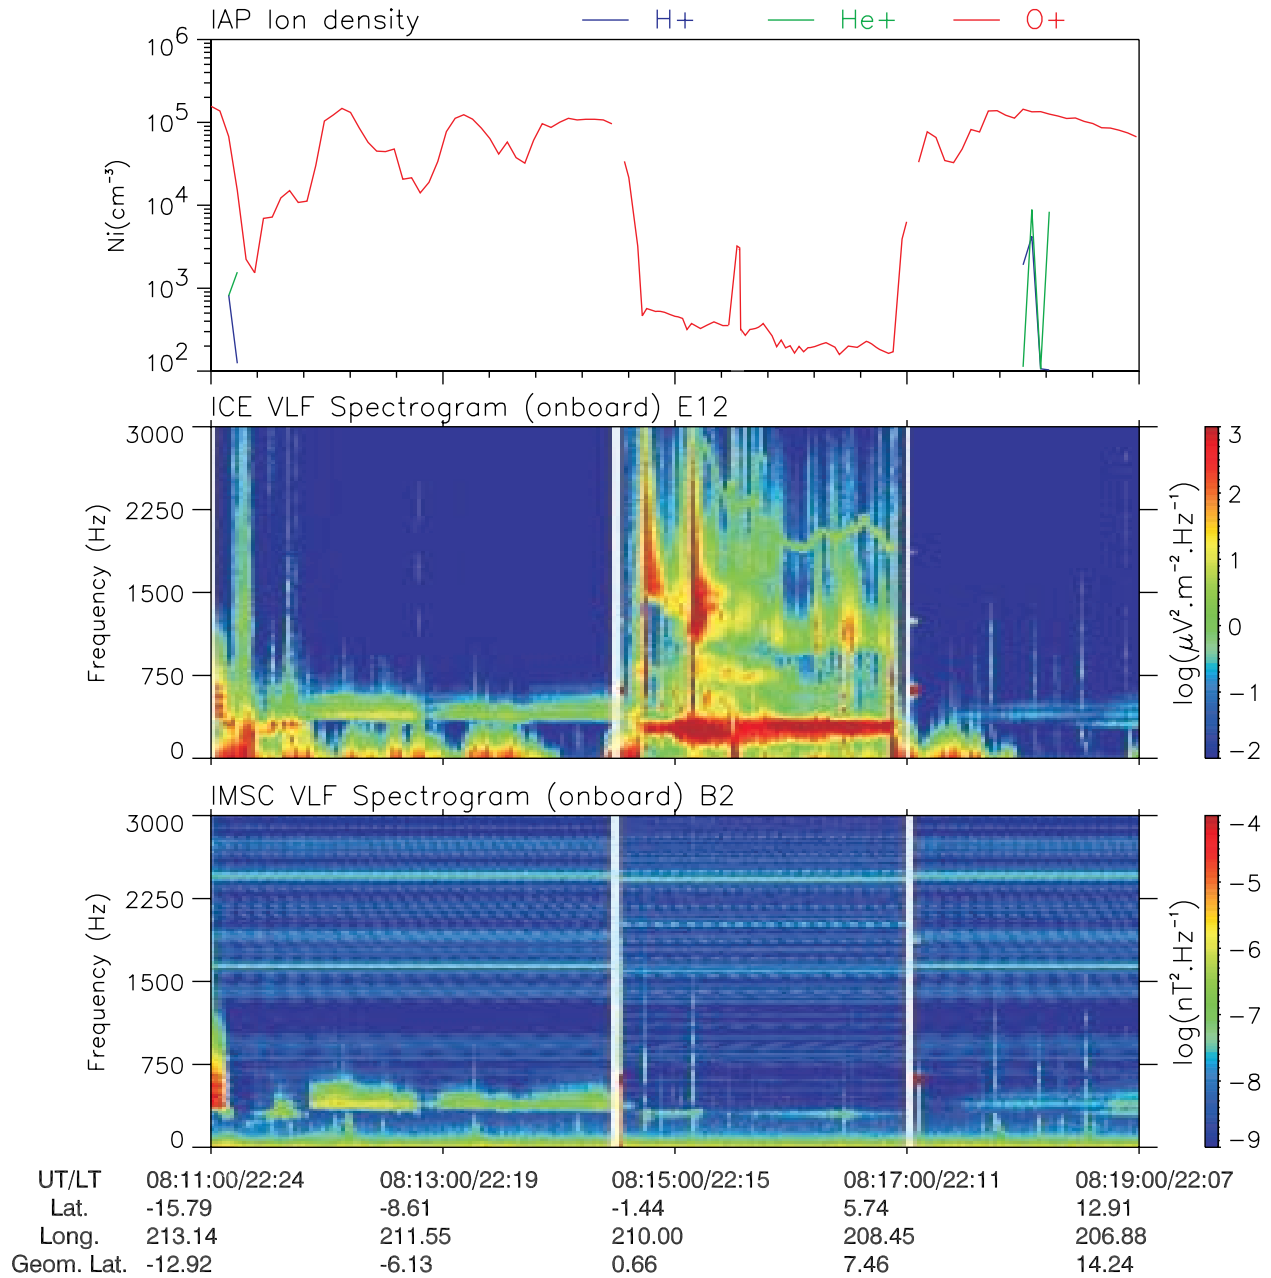 IAP Ion density H+ He+ O+
10⁶
10⁵
10⁴
10³
10²
Ni(cm⁻³)
ICE VLF Spectrogram (onboard) E12
3000
2250
1500
750
0
Frequency (Hz)
3
2
1
0
−1
−2
log(μV².m⁻².Hz⁻¹)
IMSC VLF Spectrogram (onboard) B2
3000
2250
1500
750
0
Frequency (Hz)
−4
−5
−6
−7
−8
−9
log(nT².Hz⁻¹)
UT/LT 08:11:00/22:24 08:13:00/22:19 08:15:00/22:15 08:17:00/22:11 08:19:00/22:07
Lat. -15.79 -8.61 -1.44 5.74 12.91
Long. 213.14 211.55 210.00 208.45 206.88
Geom. Lat. -12.92 -6.13 0.66 7.46 14.24